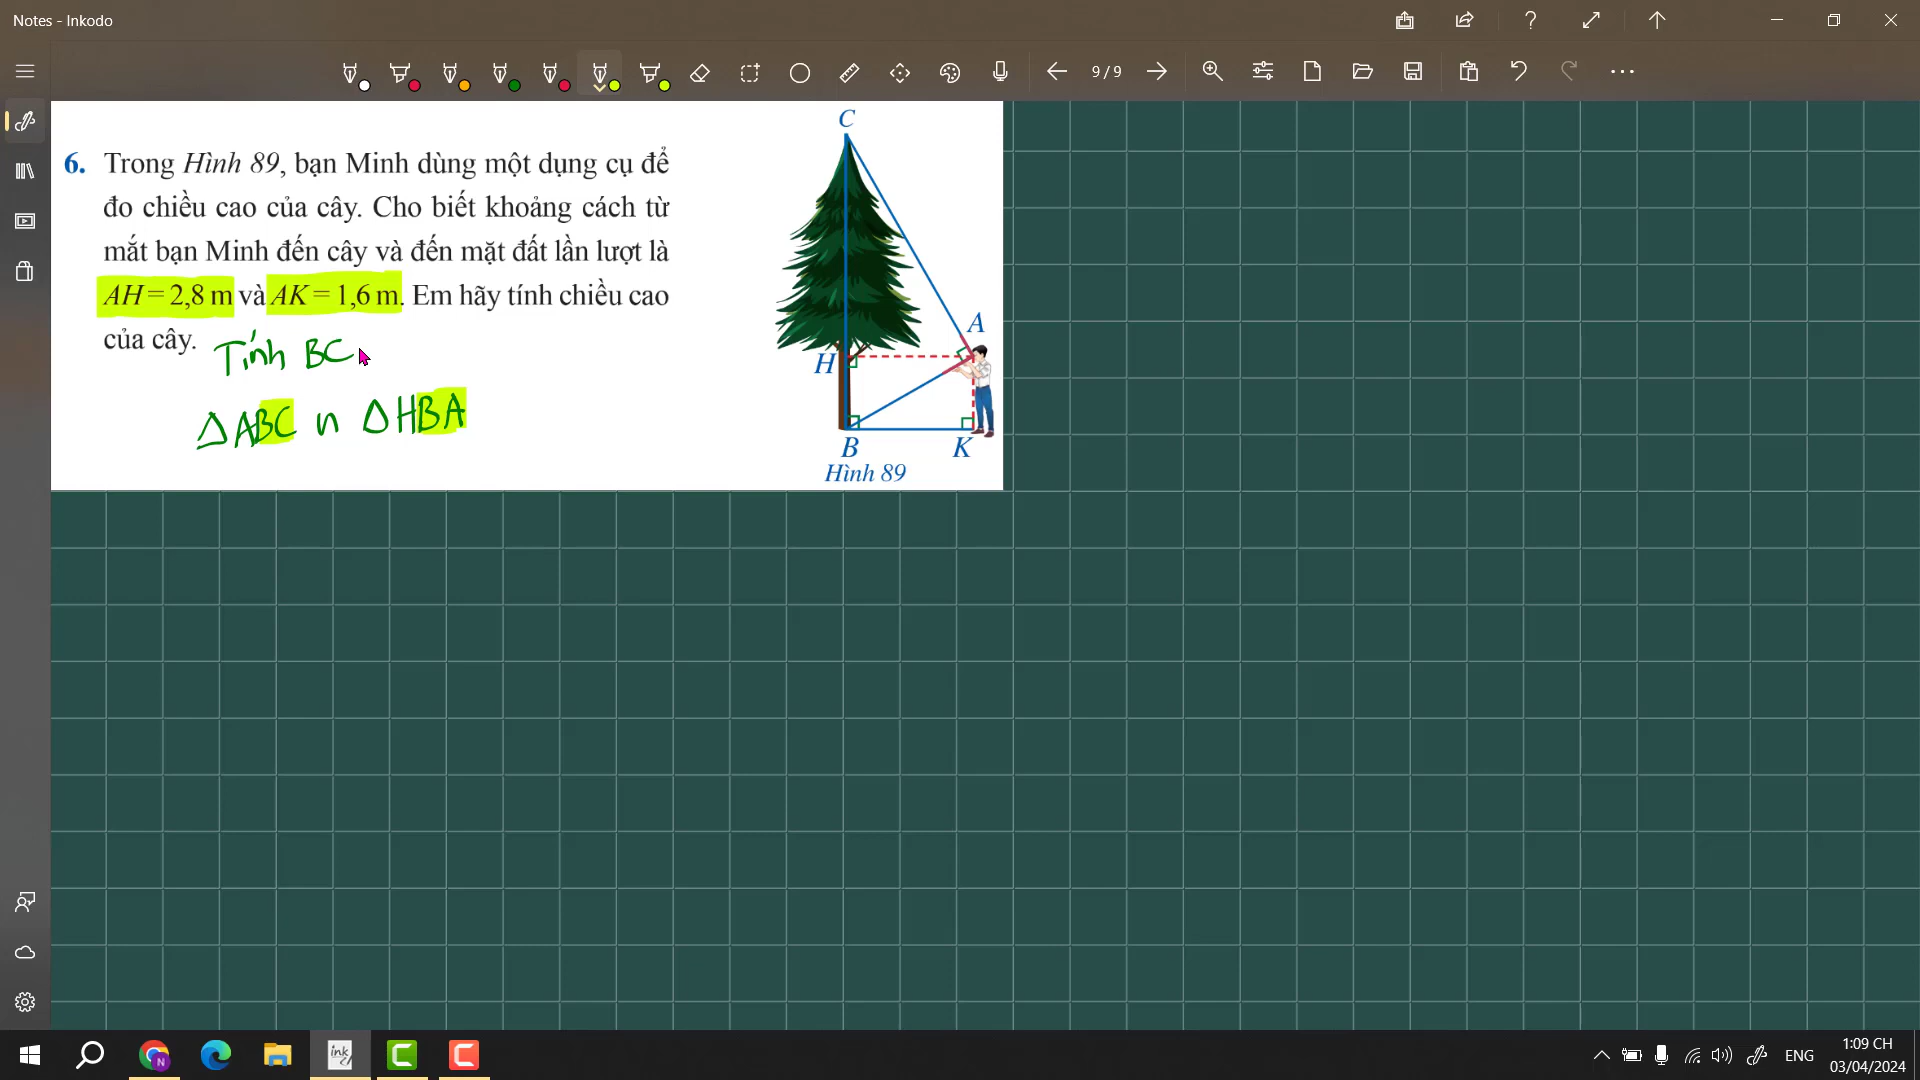 Notes - Inkodo
9 / 9
6. Trong Hình 89, bạn Minh dùng một dụng cụ để
đo chiều cao của cây. Cho biết khoảng cách từ
mắt bạn Minh đến cây và đến mặt đất lần lượt là
AH = 2,8 m và AK = 1,6 m. Em hãy tính chiều cao
của cây.
Tính BC
Δ ABC ᔕ Δ HBA
C
A
H
B
K
Hình 89
N
ink
C
C
ENG
1:09 CH
03/04/2024